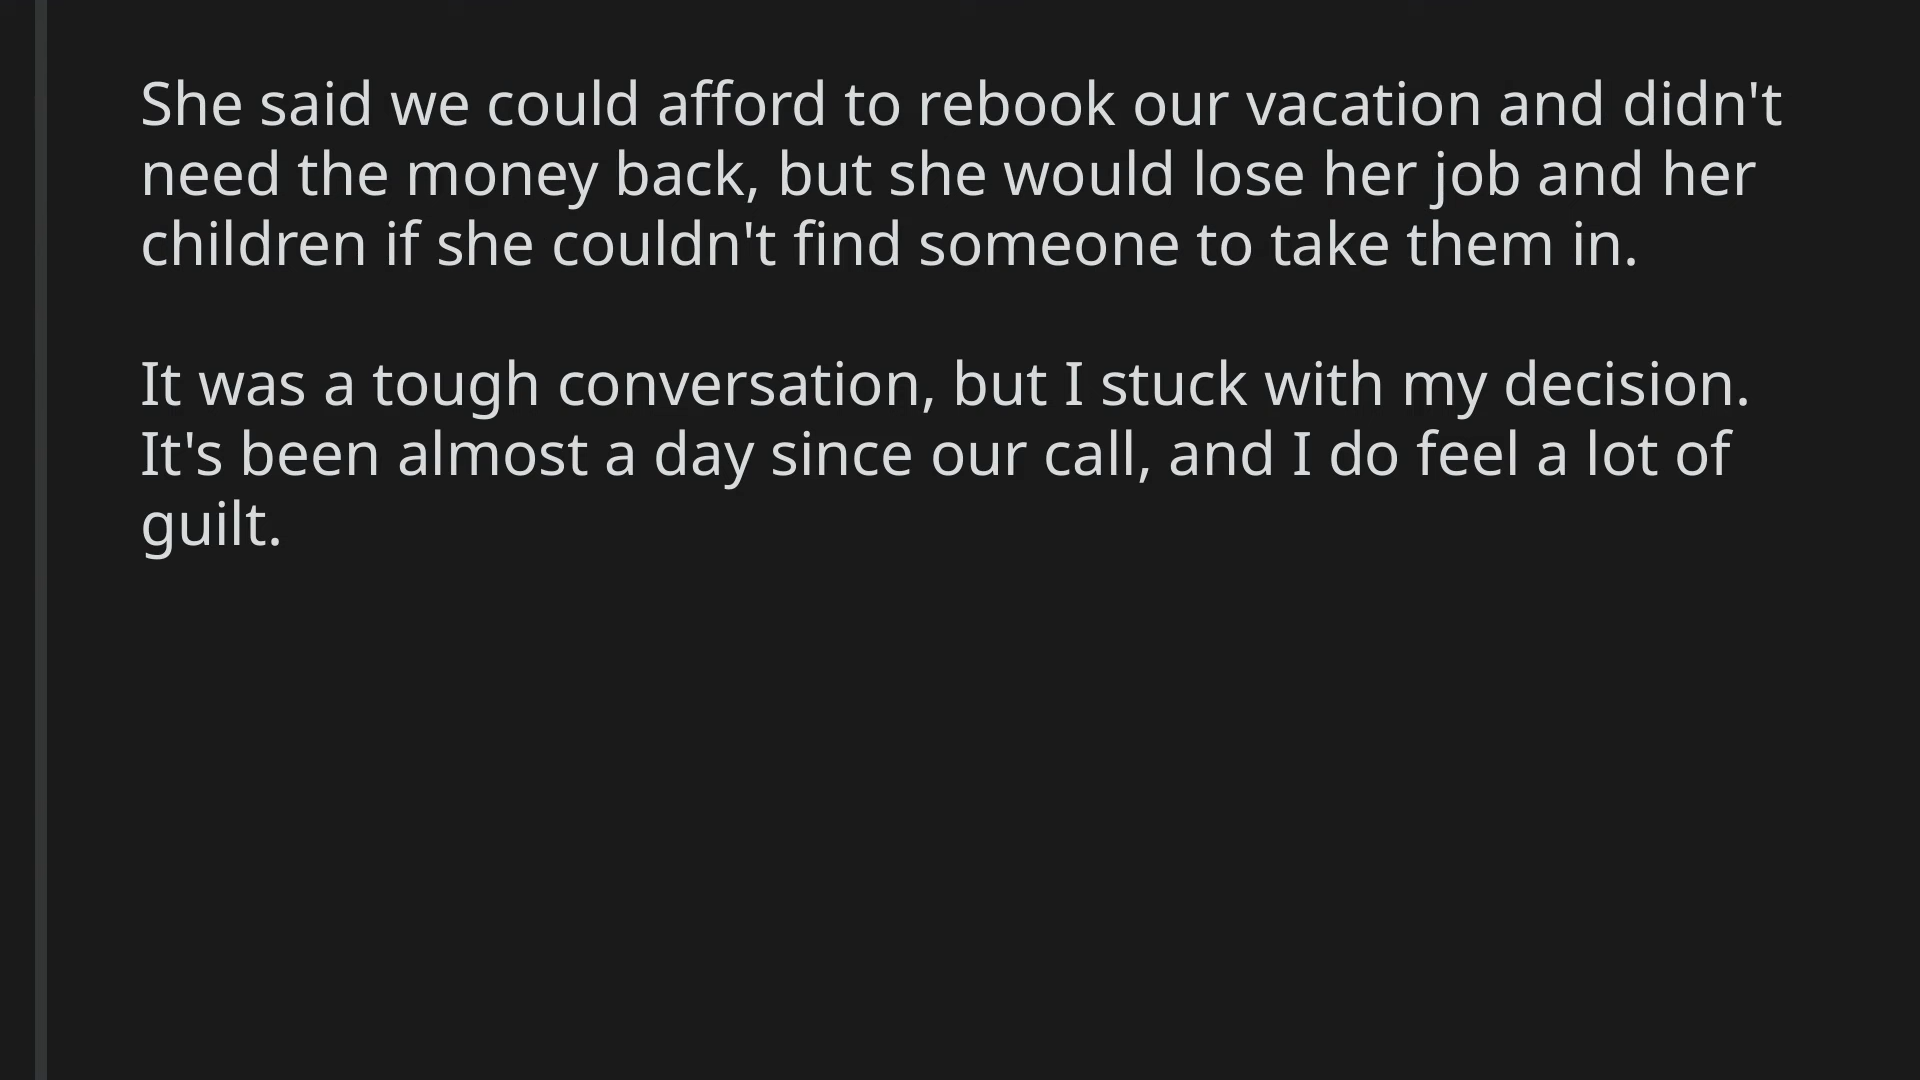 She said we could afford to rebook our vacation and didn't
need the money back, but she would lose her job and her
children if she couldn't find someone to take them in.
It was a tough conversation, but I stuck with my decision.
It's been almost a day since our call, and I do feel a lot of
guilt.